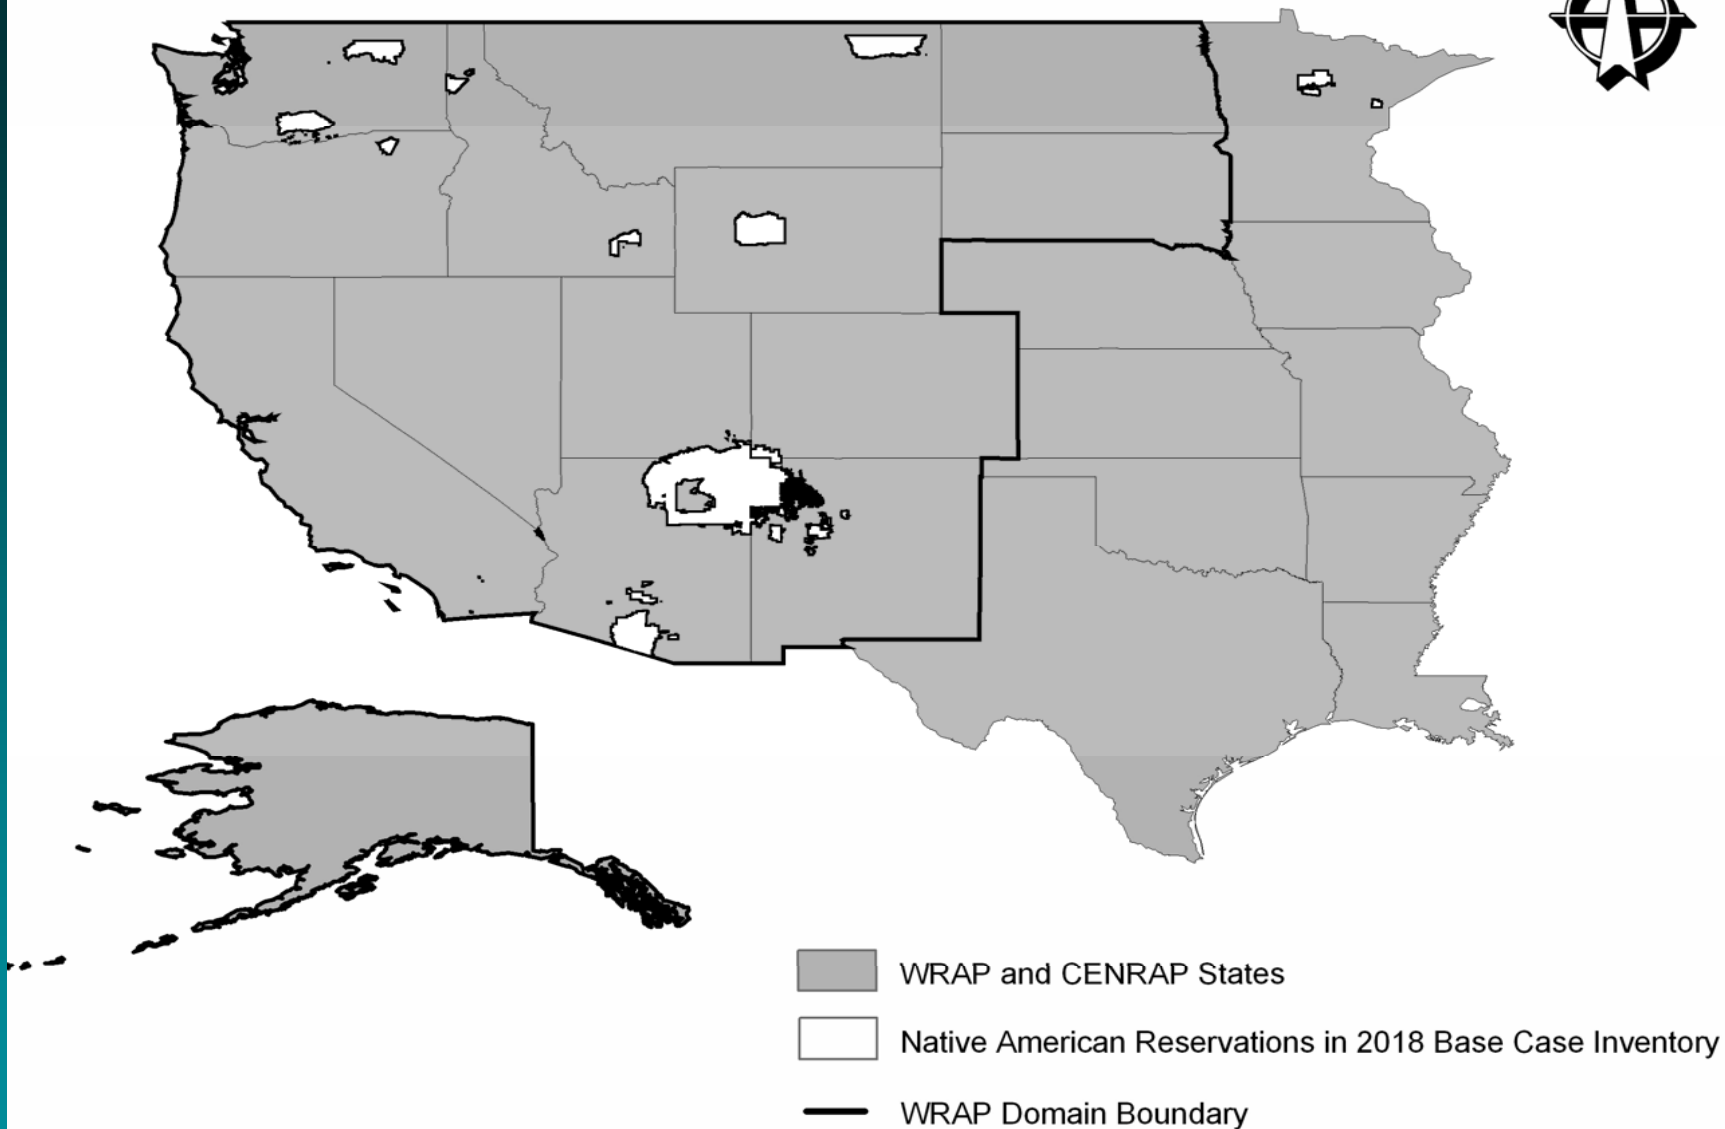 WRAP and CENRAP States
Native American Reservations in 2018 Base Case Inventory
WRAP Domain Boundary